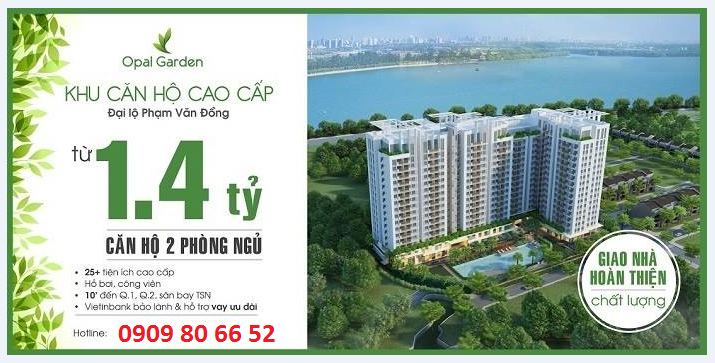 Opal Garden
KHU CĂN HỘ CAO CẤP
Đại lộ Phạm Văn Đồng
từ
1.4 tỷ
CĂN HỘ 2 PHÒNG NGỦ
• 25+ tiện ích cao cấp
• Hồ bơi, công viên
• 10' đến Q.1, Q.2, sân bay TSN
• Vietinbank bảo lãnh & hỗ trợ vay ưu dãi
Hotline: 0909 80 66 52
GIAO NHÀ
HOÀN THIỆN
chất lượng